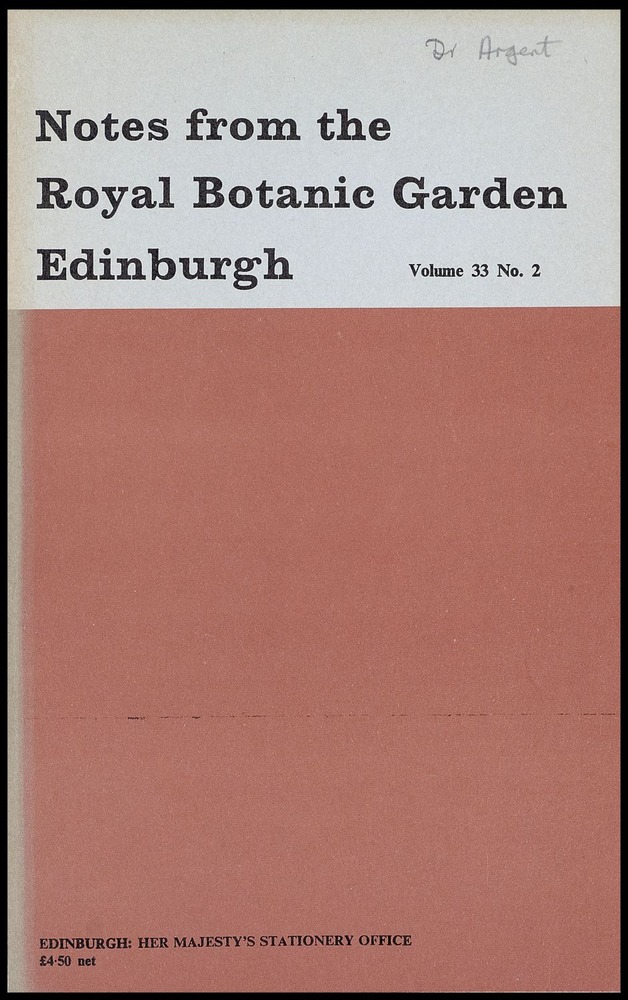 Dr Argent
Notes from the
Royal Botanic Garden
Edinburgh
Volume 33 No. 2
EDINBURGH: HER MAJESTY'S STATIONERY OFFICE
£4·50 net